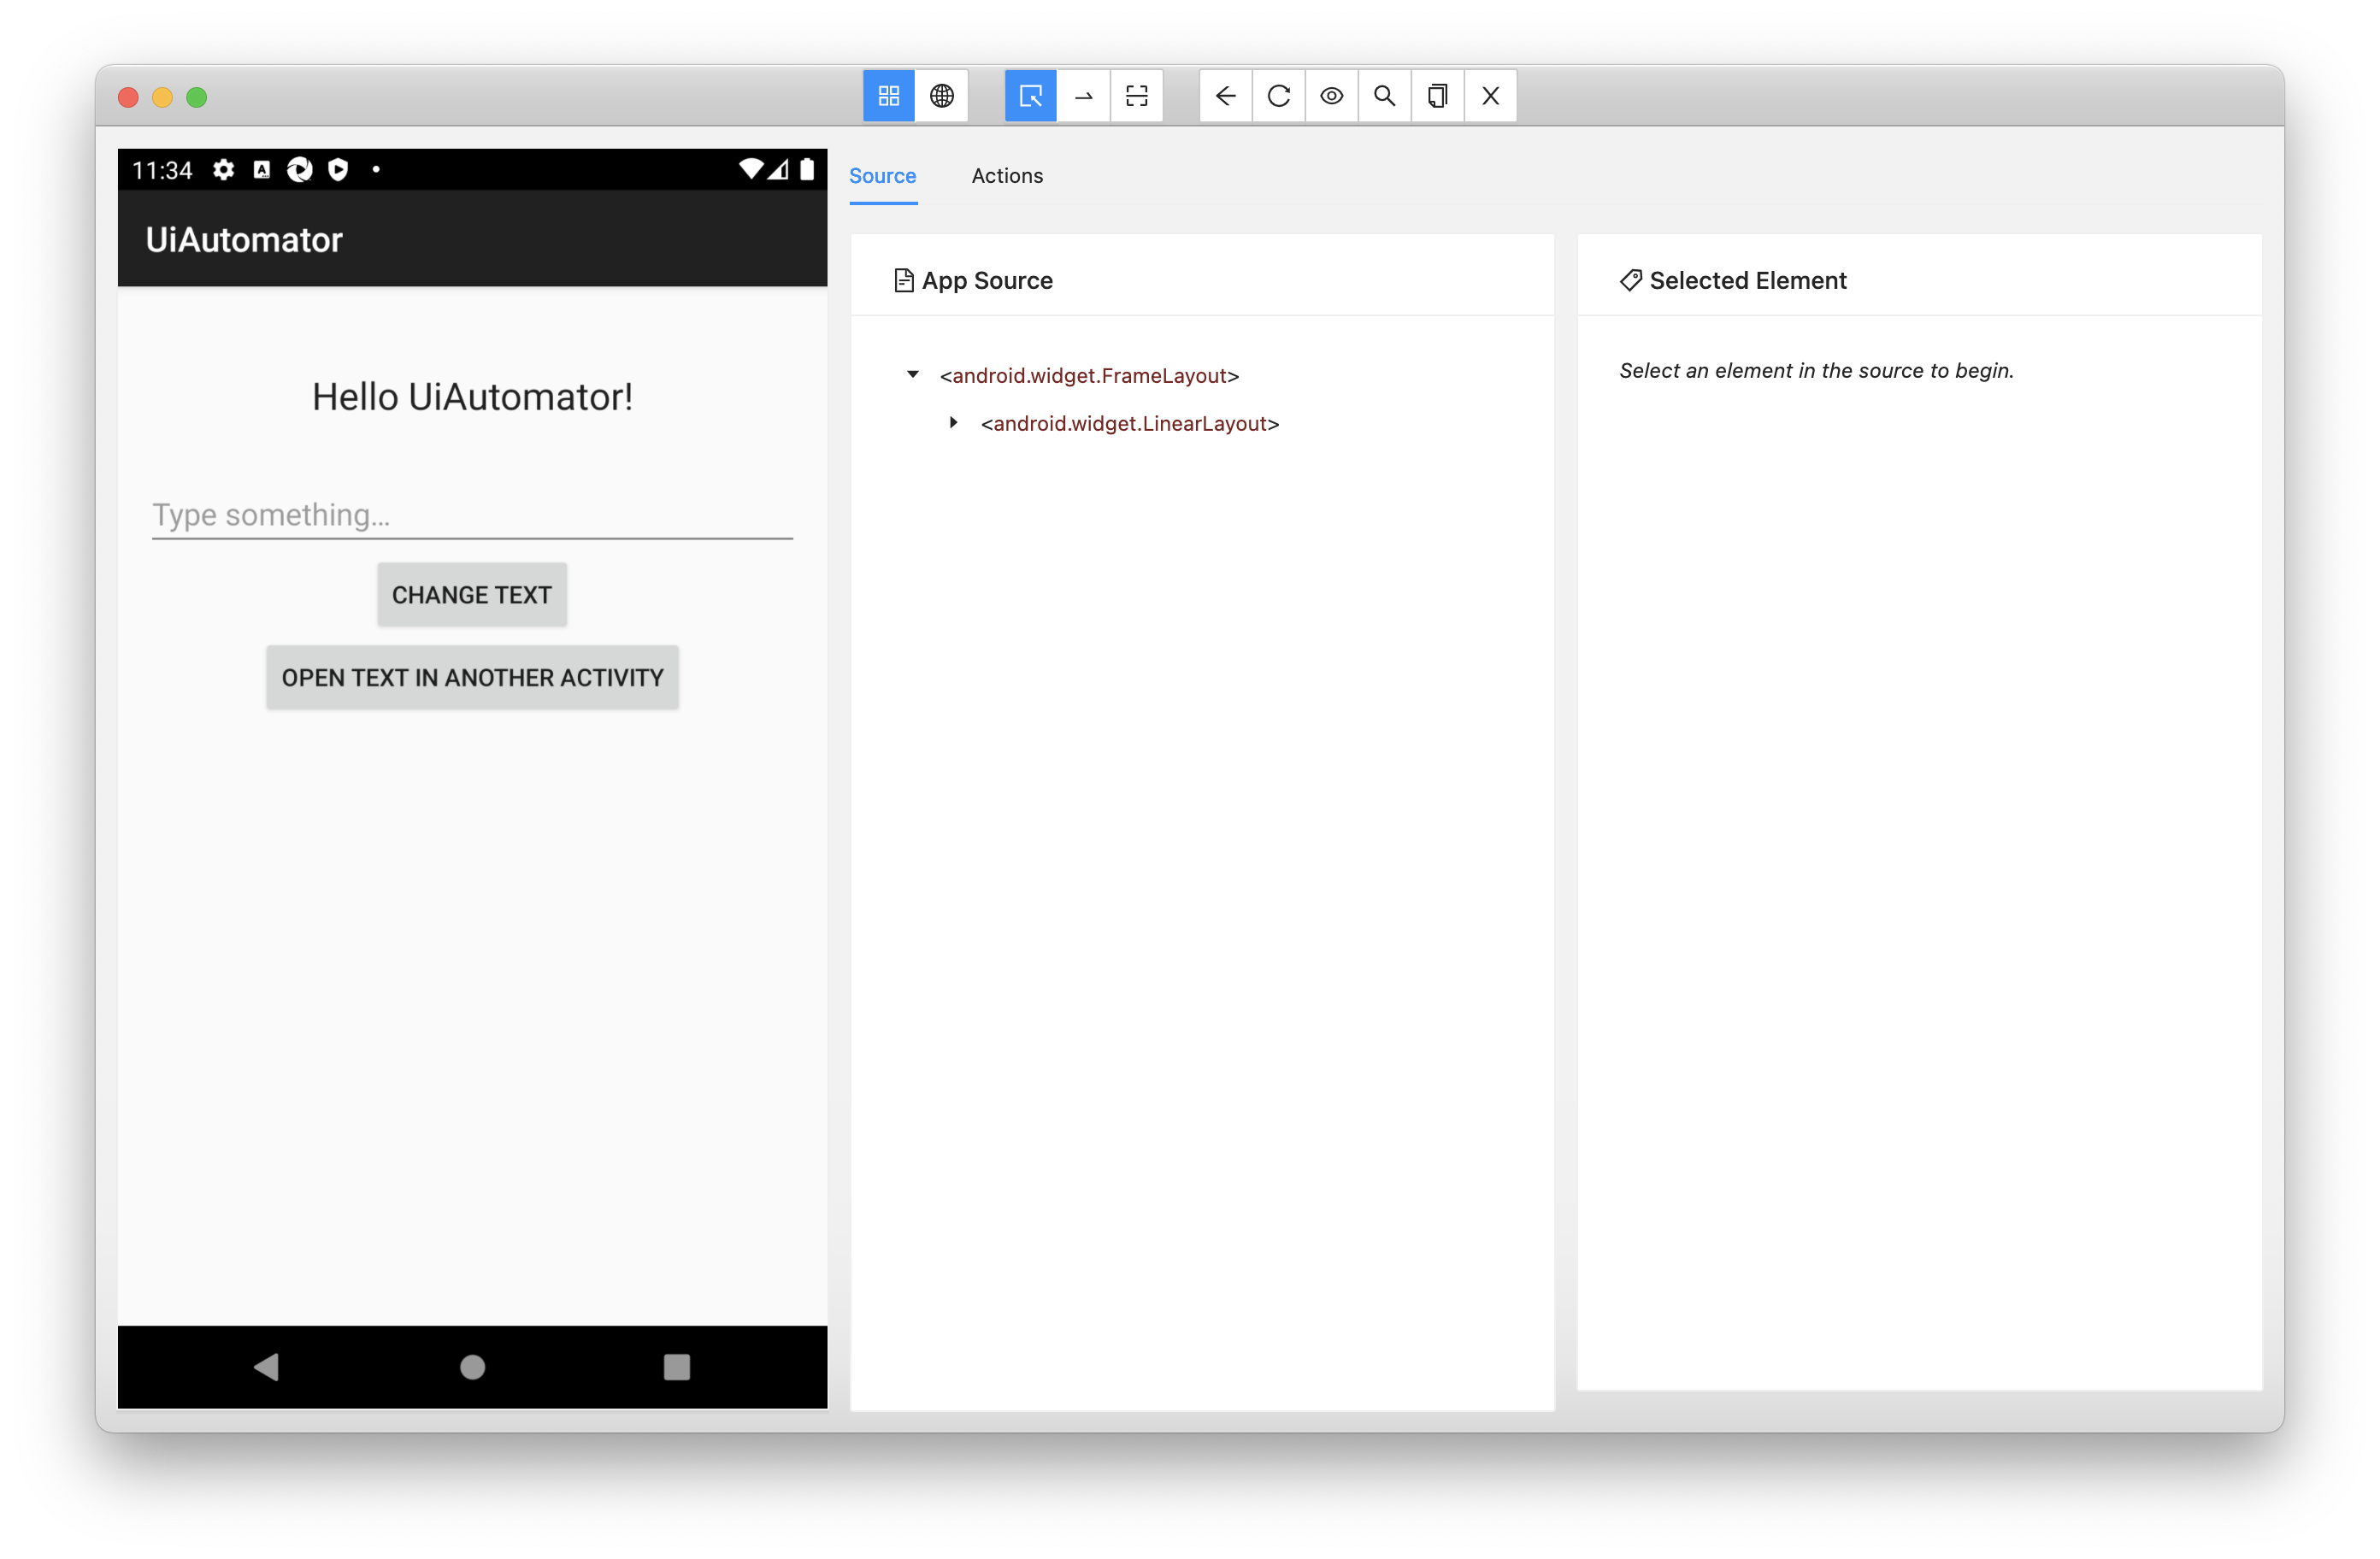 11:34
UiAutomator
Hello UiAutomator!
Type something...
CHANGE TEXT
OPEN TEXT IN ANOTHER ACTIVITY
Source Actions
App Source
<android.widget.FrameLayout>
<android.widget.LinearLayout>
Selected Element
Select an element in the source to begin.